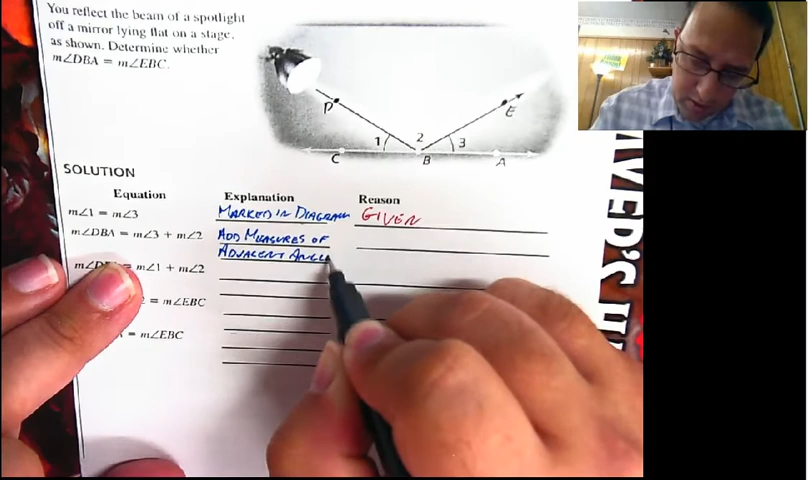 You reflect the beam of a spotlight
off a mirror lying flat on a stage,
as shown. Determine whether
m∠DBA = m∠EBC.
D
E
1
2
3
C
B
A
SOLUTION
Equation Explanation Reason
m∠1 = m∠3 MARKED IN DIAGRAM GIVEN
m∠DBA = m∠3 + m∠2 ADD MEASURES OF
ADJACENT ANGL
= m∠1 + m∠2
= m∠EBC
= m∠EBC